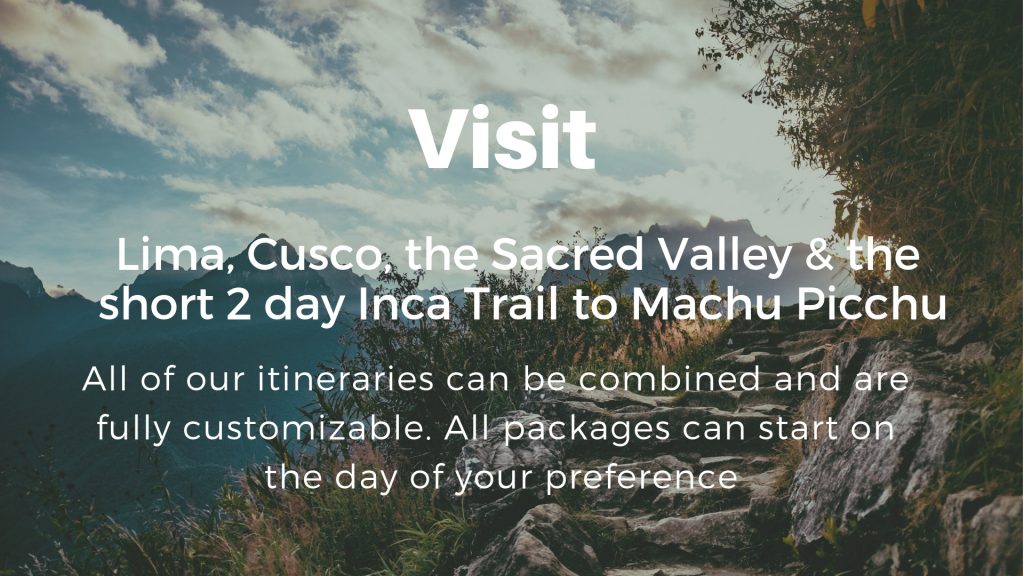 Visit
Lima, Cusco, the Sacred Valley & the
short 2 day Inca Trail to Machu Picchu
All of our itineraries can be combined and are
fully customizable. All packages can start on
the day of your preference